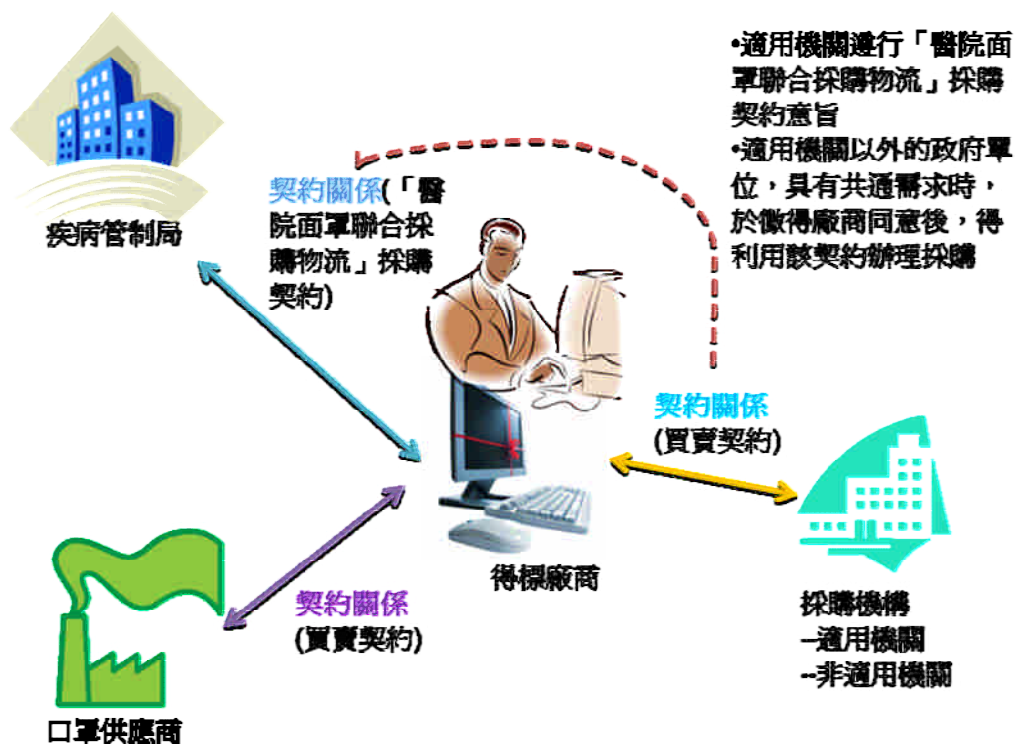 疾病管制局
契約關係(「醫
院面罩聯合採
購物流」採購
契約)
•適用機關遵行「醫院面
罩聯合採購物流」採購
契約意旨
•適用機關以外的政府單
位，具有共通需求時，
於徵得廠商同意後，得
利用該契約辦理採購
契約關係
(買賣契約)
得標廠商
契約關係
(買賣契約)
採購機構
--適用機關
--非適用機關
口罩供應商